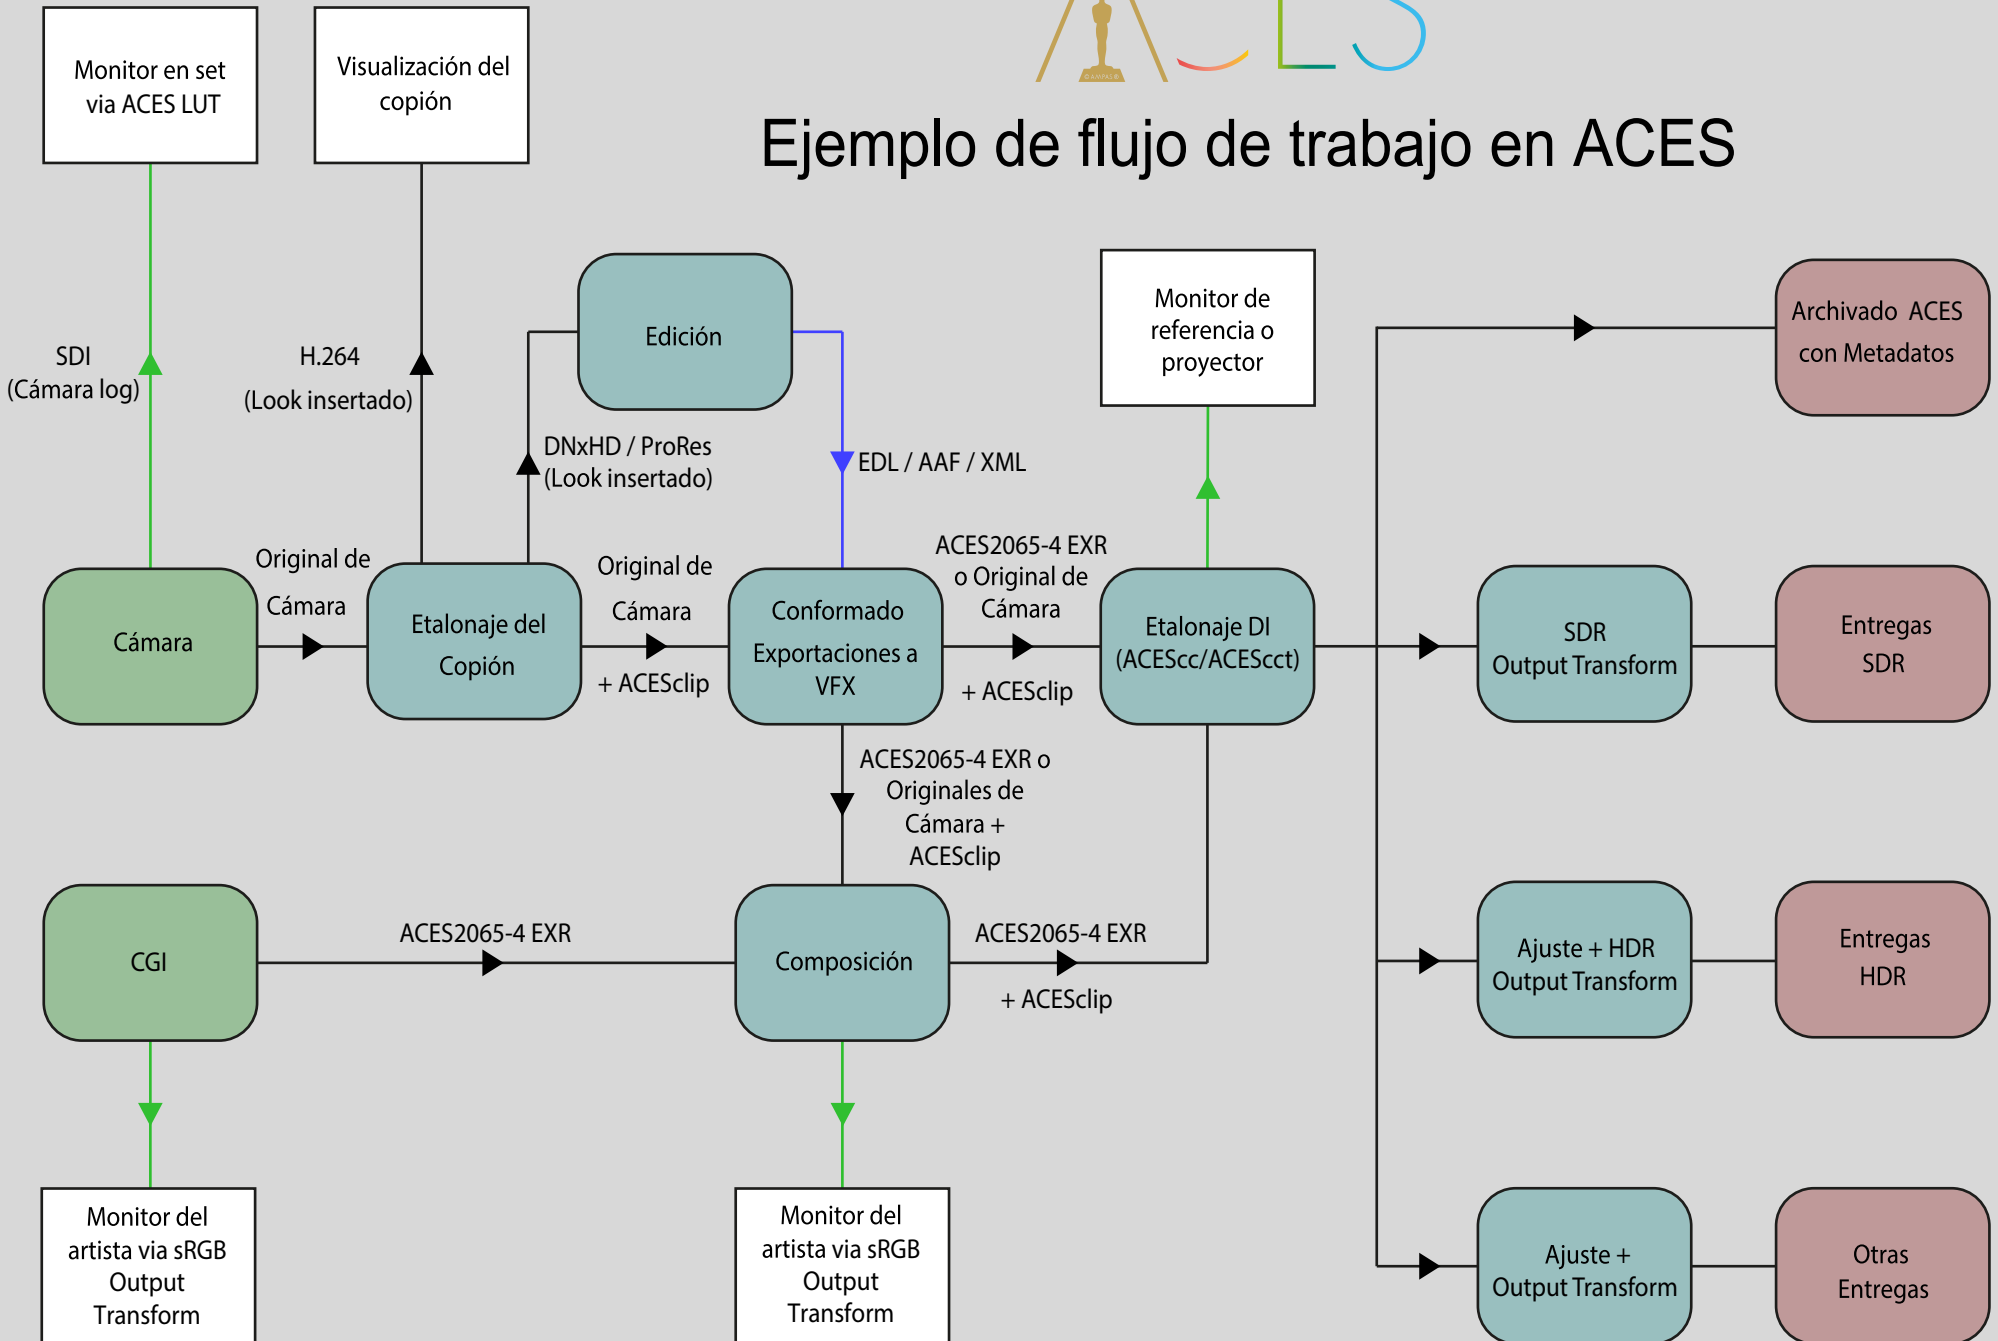 Monitor en set
via ACES LUT
Visualización del
copión
ACES
©AMPAS®
Ejemplo de flujo de trabajo en ACES
SDI
(Cámara log)
H.264
(Look insertado)
Edición
DNxHD / ProRes
(Look insertado)
EDL / AAF / XML
Monitor de
referencia o
proyector
Archivado ACES
con Metadatos
Cámara
Original de
Cámara
Etalonaje del
Copión
Original de
Cámara
+ ACESclip
Conformado
Exportaciones a
VFX
ACES2065-4 EXR
o Original de
Cámara
+ ACESclip
Etalonaje DI
(ACEScc/ACEScct)
SDR
Output Transform
Entregas
SDR
ACES2065-4 EXR o
Originales de
Cámara +
ACESclip
CGI
ACES2065-4 EXR
Composición
ACES2065-4 EXR
+ ACESclip
Ajuste + HDR
Output Transform
Entregas
HDR
Monitor del
artista via sRGB
Output
Transform
Monitor del
artista via sRGB
Output
Transform
Ajuste +
Output Transform
Otras
Entregas